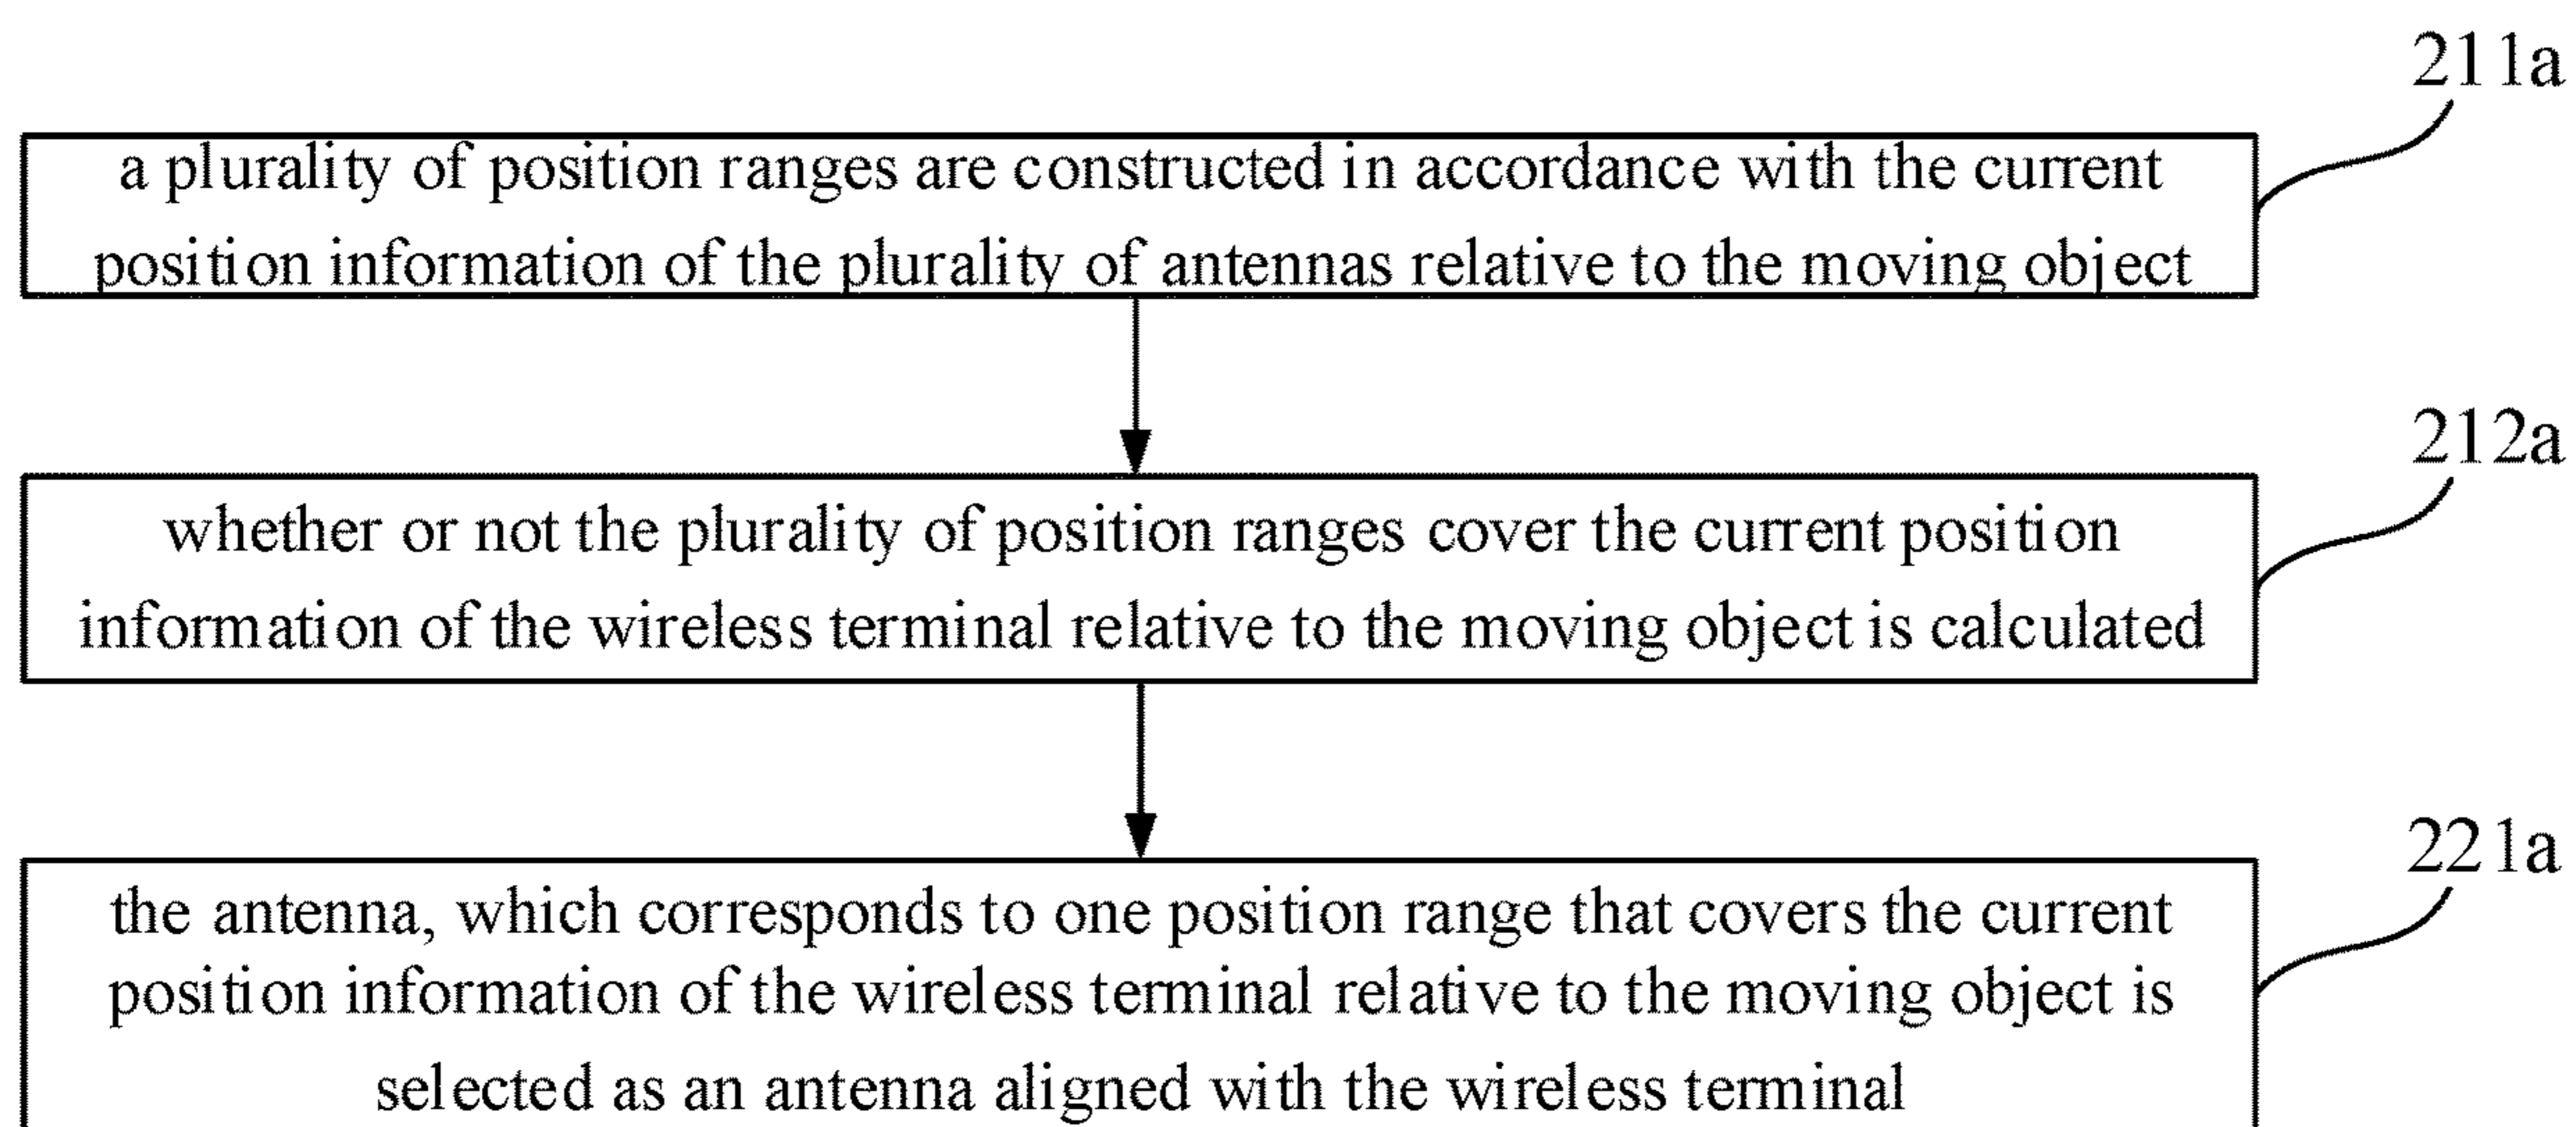 211a
a plurality of position ranges are constructed in accordance with the current
position information of the plurality of antennas relative to the moving object
212a
whether or not the plurality of position ranges cover the current position
information of the wireless terminal relative to the moving object is calculated
221a
the antenna, which corresponds to one position range that covers the current
position information of the wireless terminal relative to the moving object is
selected as an antenna aligned with the wireless terminal